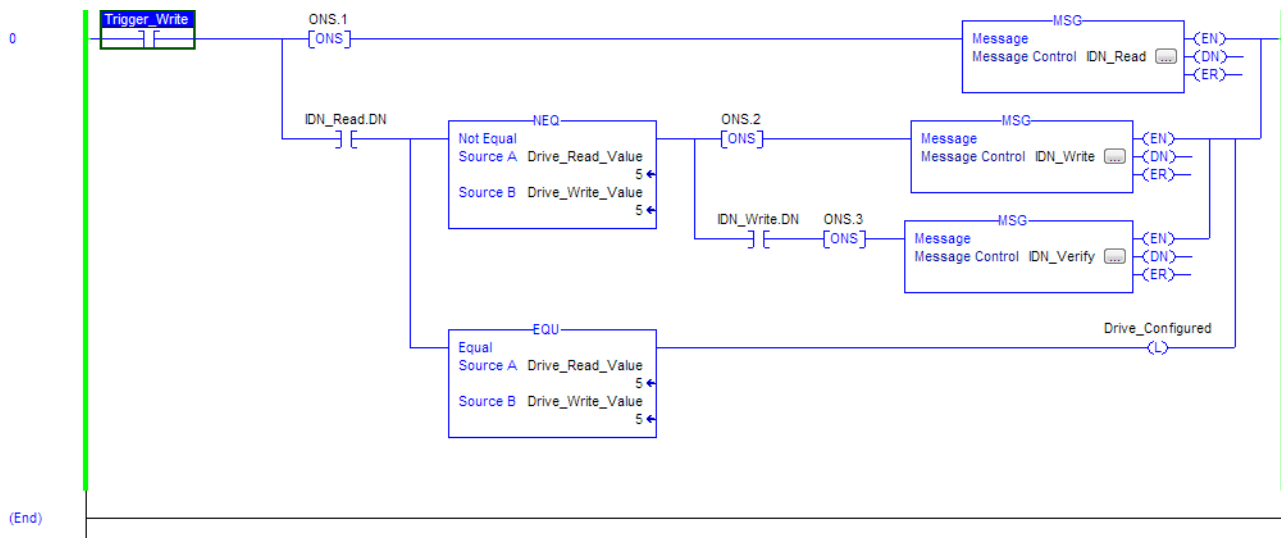 Trigger_Write
ONS.1
MSG
0
ONS
Message
EN
Message Control IDN_Read ...
DN
ER
IDN_Read.DN
NEQ
ONS.2
MSG
Not Equal
ONS
Message
EN
Source A Drive_Read_Value
Message Control IDN_Write ...
DN
5
ER
Source B Drive_Write_Value
5
IDN_Write.DN
ONS.3
MSG
ONS
Message
EN
Message Control IDN_Verify ...
DN
ER
EQU
Drive_Configured
Equal
L
Source A Drive_Read_Value
5
Source B Drive_Write_Value
5
(End)